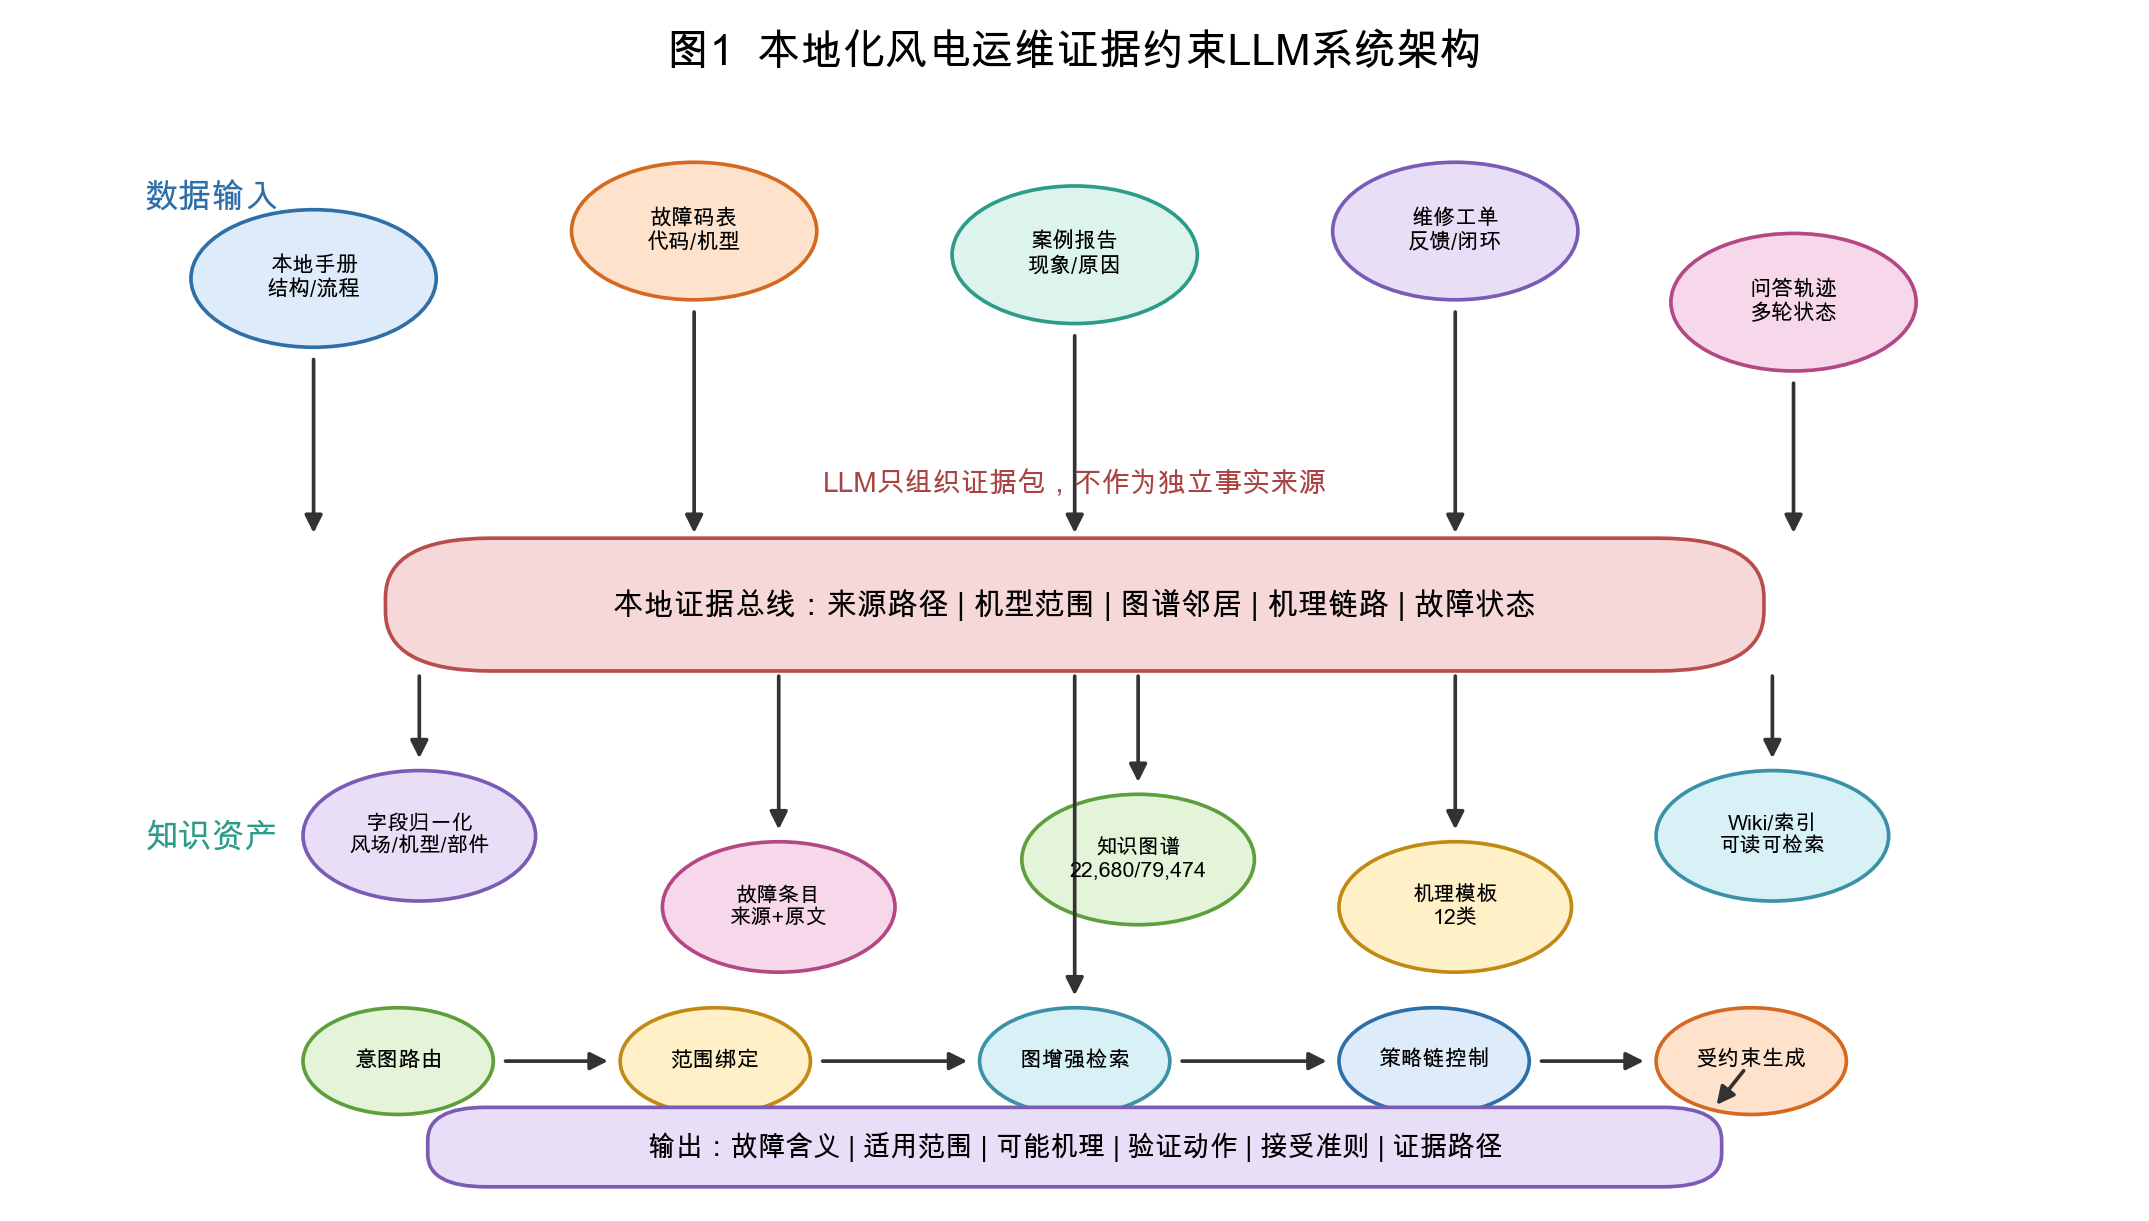 图1 本地化风电运维证据约束LLM系统架构
数据输入
本地手册
结构/流程
故障码表
代码/机型
案例报告
现象/原因
维修工单
反馈/闭环
问答轨迹
多轮状态
LLM只组织证据包，不作为独立事实来源
本地证据总线：来源路径 | 机型范围 | 图谱邻居 | 机理链路 | 故障状态
知识资产
字段归一化
风场/机型/部件
故障条目
来源+原文
知识图谱
22,680/79,474
机理模板
12类
Wiki/索引
可读可检索
意图路由
范围绑定
图增强检索
策略链控制
受约束生成
输出：故障含义 | 适用范围 | 可能机理 | 验证动作 | 接受准则 | 证据路径